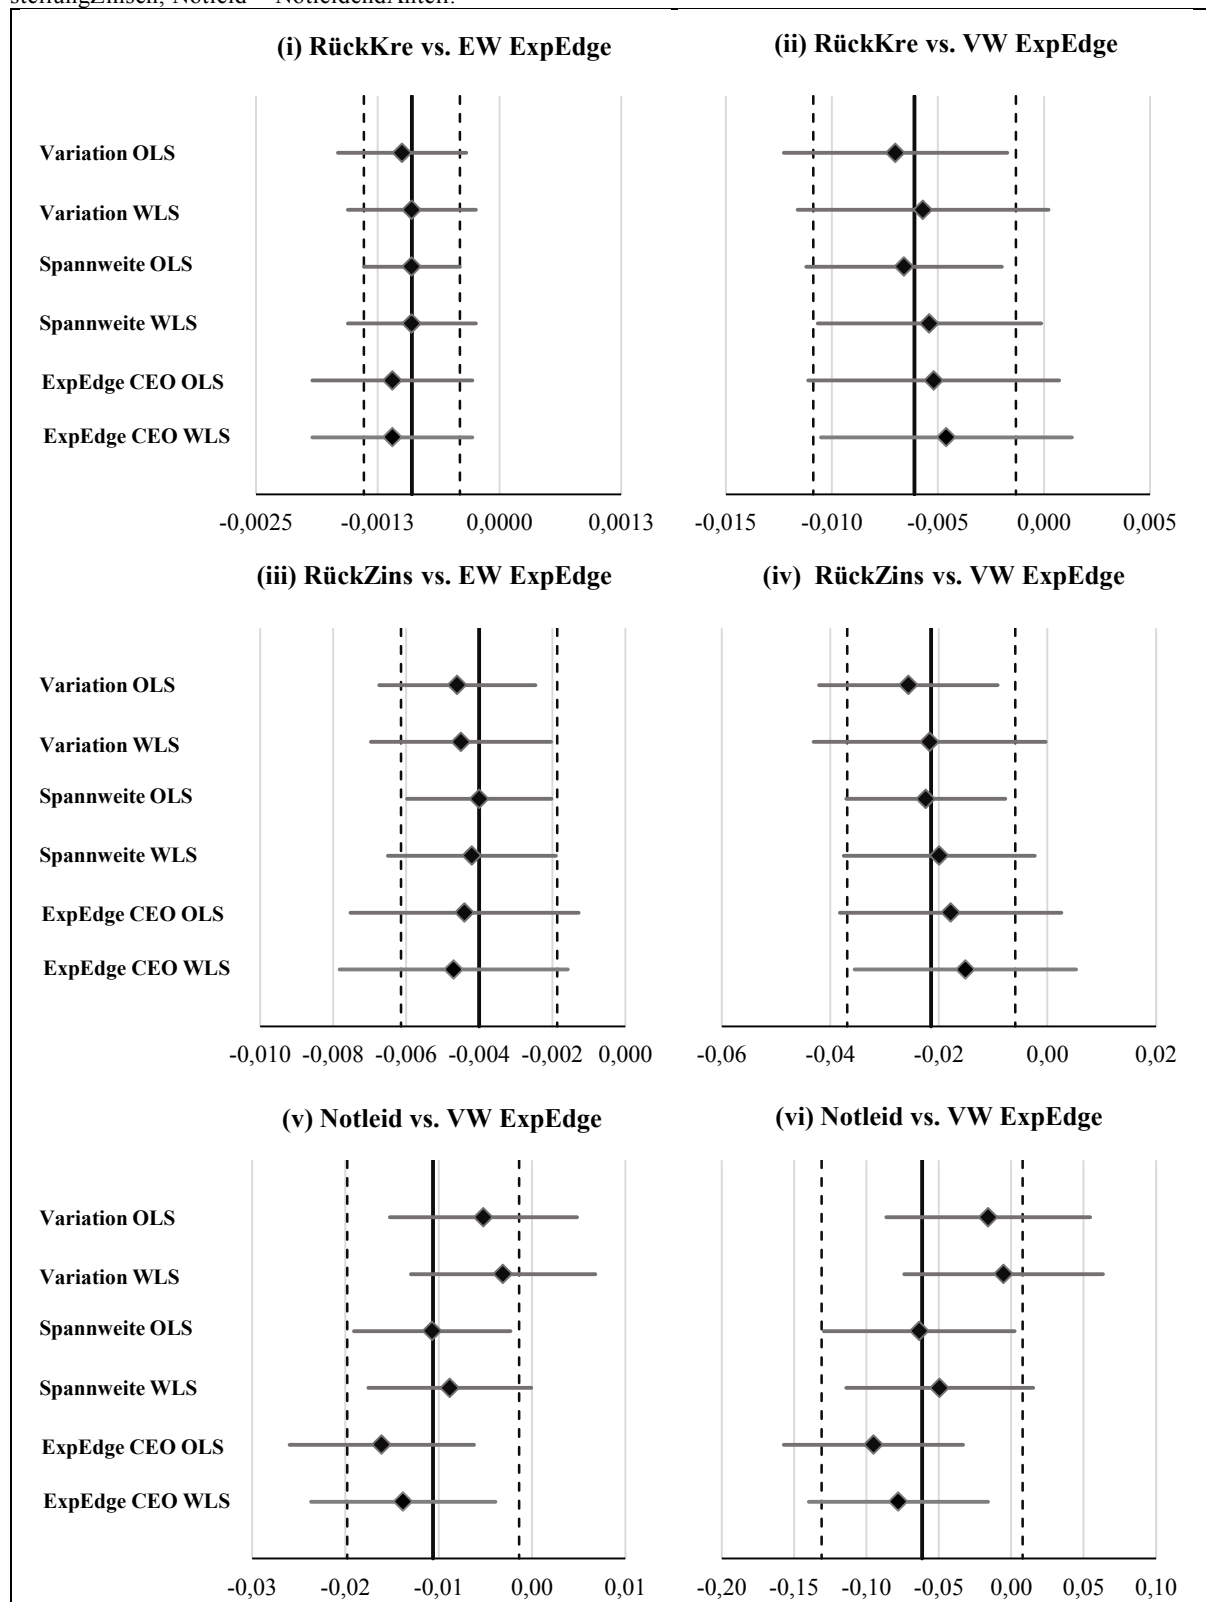 stellungZinsen; Notleid = NotleidendAnteil.
(i) RückKre vs. EW ExpEdge
(ii) RückKre vs. VW ExpEdge
Variation OLS
Variation WLS
Spannweite OLS
Spannweite WLS
ExpEdge CEO OLS
ExpEdge CEO WLS
-0,0025 -0,0013 0,0000 0,0013
-0,015 -0,010 -0,005 0,000 0,005
(iii) RückZins vs. EW ExpEdge
(iv) RückZins vs. VW ExpEdge
Variation OLS
Variation WLS
Spannweite OLS
Spannweite WLS
ExpEdge CEO OLS
ExpEdge CEO WLS
-0,010 -0,008 -0,006 -0,004 -0,002 0,000
-0,06 -0,04 -0,02 0,00 0,02
(v) Notleid vs. VW ExpEdge
(vi) Notleid vs. VW ExpEdge
Variation OLS
Variation WLS
Spannweite OLS
Spannweite WLS
ExpEdge CEO OLS
ExpEdge CEO WLS
-0,03 -0,02 -0,01 0,00 0,01
-0,20 -0,15 -0,10 -0,05 0,00 0,05 0,10